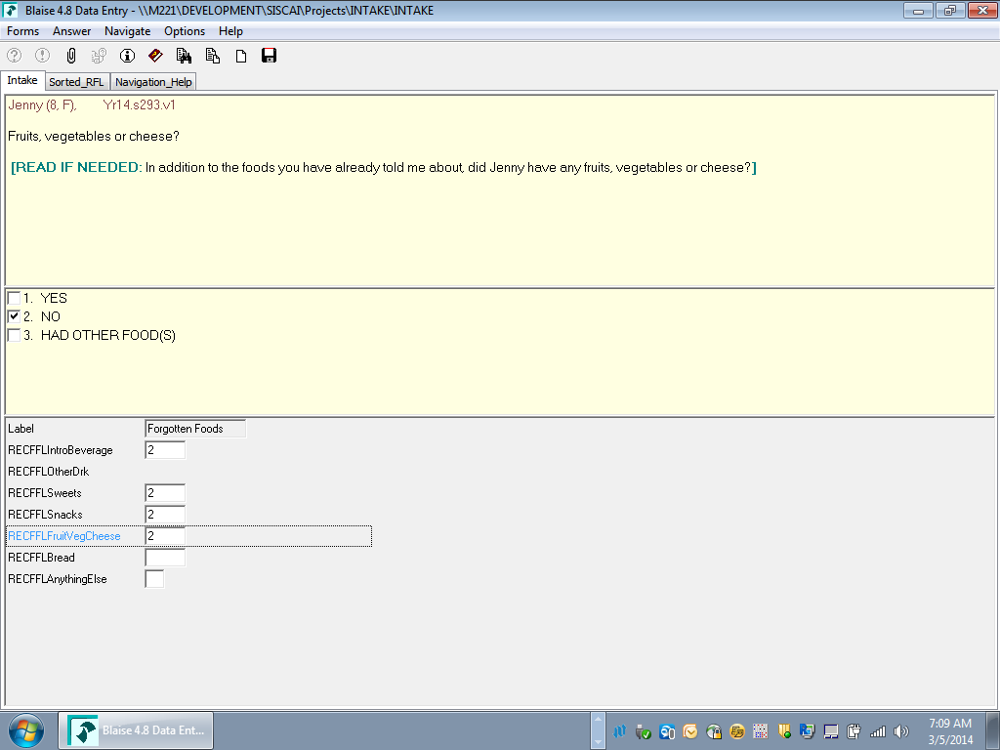 Blaise 4.8 Data Entry - \\M221\DEVELOPMENT\SISCAI\Projects\INTAKE\INTAKE
Forms Answer Navigate Options Help
Intake Sorted_RFL Navigation_Help
Jenny (8, F), Yr14.s293.v1
Fruits, vegetables or cheese?
[READ IF NEEDED: In addition to the foods you have already told me about, did Jenny have any fruits, vegetables or cheese?]
1. YES
2. NO
3. HAD OTHER FOOD(S)
Label Forgotten Foods
RECFFLIntroBeverage 2
RECFFLOtherDrk
RECFFLSweets 2
RECFFLSnacks 2
RECFFLFruitVegCheese 2
RECFFLBread
RECFFLAnythingElse
Blaise 4.8 Data Ent...
7:09 AM
3/5/2014